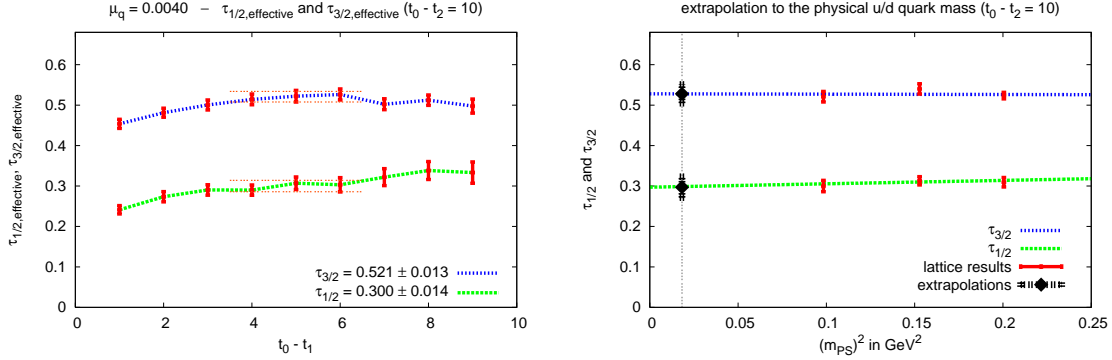 μq = 0.0040 – τ1/2,effective and τ3/2,effective (t0 - t2 = 10)
τ1/2,effective, τ3/2,effective
0.6
0.5
0.4
0.3
0.2
0.1
0
τ3/2 = 0.521 ± 0.013
τ1/2 = 0.300 ± 0.014
0 2 4 6 8 10
t0 - t1
extrapolation to the physical u/d quark mass (t0 - t2 = 10)
τ1/2 and τ3/2
0.6
0.5
0.4
0.3
0.2
0.1
0
τ3/2
τ1/2
lattice results
extrapolations
0 0.05 0.1 0.15 0.2 0.25
(mPS)2 in GeV2